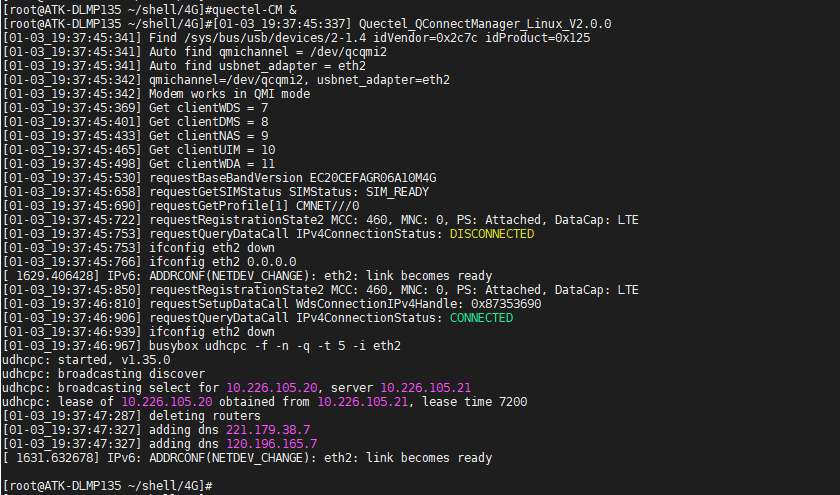 [root@ATK-DLMP135 ~/shell/4G]#quectel-CM &
[root@ATK-DLMP135 ~/shell/4G]#[01-03_19:37:45:337] Quectel_QConnectManager_Linux_V2.0.0
[01-03_19:37:45:341] Find /sys/bus/usb/devices/2-1.4 idVendor=0x2c7c idProduct=0x125
[01-03_19:37:45:341] Auto find qmichannel = /dev/qcqmi2
[01-03_19:37:45:341] Auto find usbnet_adapter = eth2
[01-03_19:37:45:342] qmichannel=/dev/qcqmi2, usbnet_adapter=eth2
[01-03_19:37:45:342] Modem works in QMI mode
[01-03_19:37:45:369] Get clientWDS = 7
[01-03_19:37:45:401] Get clientDMS = 8
[01-03_19:37:45:433] Get clientNAS = 9
[01-03_19:37:45:465] Get clientUIM = 10
[01-03_19:37:45:498] Get clientWDA = 11
[01-03_19:37:45:530] requestBaseBandVersion EC20CEFAGR06A10M4G
[01-03_19:37:45:658] requestGetSIMStatus SIMStatus: SIM_READY
[01-03_19:37:45:690] requestGetProfile[1] CMNET///0
[01-03_19:37:45:722] requestRegistrationState2 MCC: 460, MNC: 0, PS: Attached, DataCap: LTE
[01-03_19:37:45:753] requestQueryDataCall IPv4ConnectionStatus: DISCONNECTED
[01-03_19:37:45:753] ifconfig eth2 down
[01-03_19:37:45:766] ifconfig eth2 0.0.0.0
[ 1629.406428] IPv6: ADDRCONF(NETDEV_CHANGE): eth2: link becomes ready
[01-03_19:37:45:850] requestRegistrationState2 MCC: 460, MNC: 0, PS: Attached, DataCap: LTE
[01-03_19:37:46:810] requestSetupDataCall WdsConnectionIPv4Handle: 0x87353690
[01-03_19:37:46:906] requestQueryDataCall IPv4ConnectionStatus: CONNECTED
[01-03_19:37:46:939] ifconfig eth2 down
[01-03_19:37:46:967] busybox udhcpc -f -n -q -t 5 -i eth2
udhcpc: started, v1.35.0
udhcpc: broadcasting discover
udhcpc: broadcasting select for 10.226.105.20, server 10.226.105.21
udhcpc: lease of 10.226.105.20 obtained from 10.226.105.21, lease time 7200
[01-03_19:37:47:287] deleting routers
[01-03_19:37:47:327] adding dns 221.179.38.7
[01-03_19:37:47:327] adding dns 120.196.165.7
[ 1631.632678] IPv6: ADDRCONF(NETDEV_CHANGE): eth2: link becomes ready
[root@ATK-DLMP135 ~/shell/4G]#